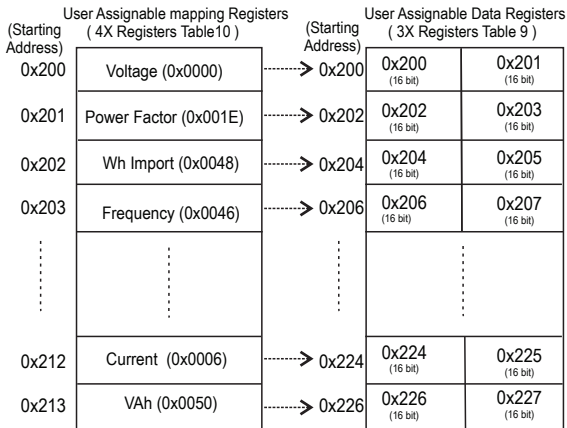 User Assignable mapping Registers
( 4X Registers Table10 )
User Assignable Data Registers
( 3X Registers Table 9 )
(Starting
Address)
(Starting
Address)
0x200 Voltage (0x0000) 0x200 0x200 (16 bit) 0x201 (16 bit)
0x201 Power Factor (0x001E) 0x202 0x202 (16 bit) 0x203 (16 bit)
0x202 Wh Import (0x0048) 0x204 0x204 (16 bit) 0x205 (16 bit)
0x203 Frequency (0x0046) 0x206 0x206 (16 bit) 0x207 (16 bit)
0x212 Current (0x0006) 0x224 0x224 (16 bit) 0x225 (16 bit)
0x213 VAh (0x0050) 0x226 0x226 (16 bit) 0x227 (16 bit)